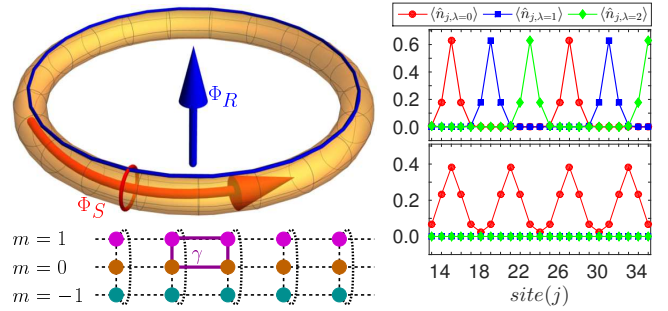 Φ_R
Φ_S
m = 1
m = 0
m = −1
γ
⟨n̂_{j,λ=0}⟩ ⟨n̂_{j,λ=1}⟩ ⟨n̂_{j,λ=2}⟩
0.6
0.4
0.2
0.0
0.4
0.2
0.0
14 18 22 26 30 34
site(j)